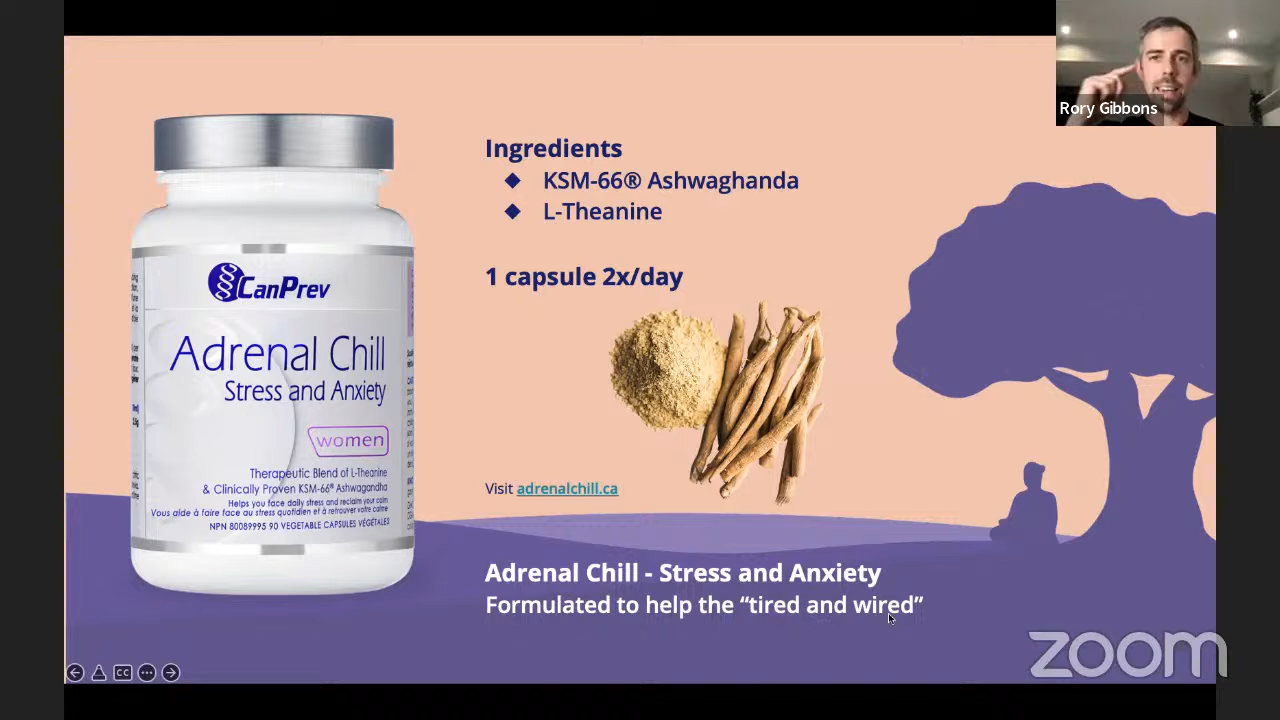 Rory Gibbons
Ingredients
KSM-66® Ashwaghanda
L-Theanine
1 capsule 2x/day
CanPrev
Adrenal Chill
Stress and Anxiety
women
Therapeutic Blend of L-Theanine
& Clinically Proven KSM-66® Ashwagandha
Helps you face daily stress and reclaim your calm
Vous aide à faire face au stress quotidien et à retrouver votre calme
NPN 80089995 90 VEGETABLE CAPSULES VÉGÉTALES
Visit adrenalchill.ca
Adrenal Chill - Stress and Anxiety
Formulated to help the “tired and wired”
zoom
CC